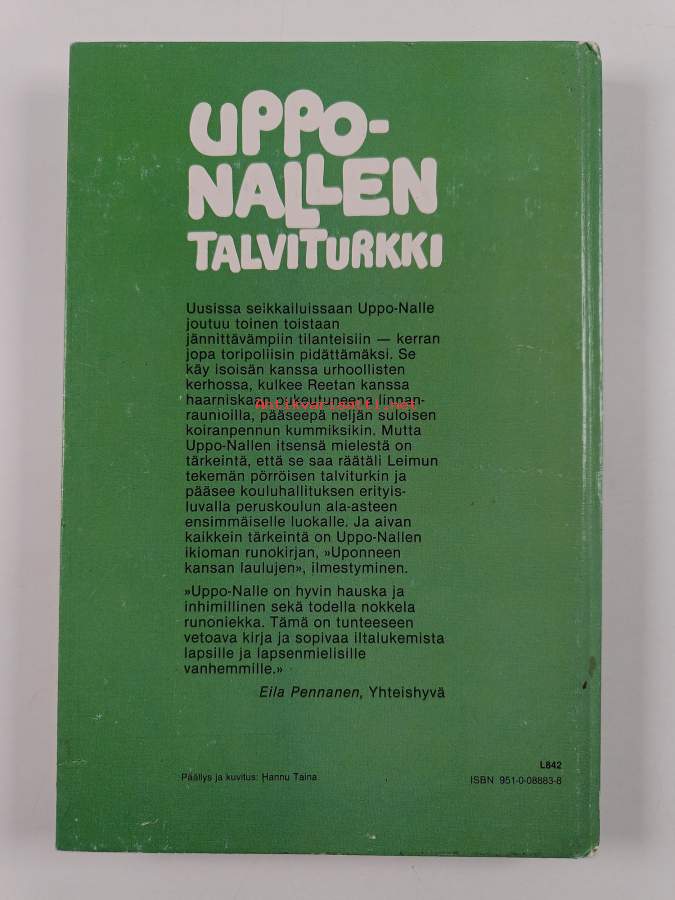 UPPO-
NALLEN
TALVITURKKI
Uusissa seikkailuissaan Uppo-Nalle
joutuu toinen toistaan
jännittävämpiin tilanteisiin — kerran
jopa toripoliisin pidättämäksi. Se
käy isoisän kanssa urhoollisten
kerhossa, kulkee Reetan kanssa
haarniskaan pukeutuneena linnan-
Antikvariaatti.net
raunioilla, pääseepä neljän suloisen
koiranpennun kummiksikin. Mutta
Uppo-Nallen itsensä mielestä on
tärkeintä, että se saa räätäli Leimun
tekemän pörröisen talviturkin ja
pääsee kouluhallituksen erityis-
luvalla peruskoulun ala-asteen
ensimmäiselle luokalle. Ja aivan
kaikkein tärkeintä on Uppo-Nallen
ikioman runokirjan, »Uponneen
kansan laulujen», ilmestyminen.
»Uppo-Nalle on hyvin hauska ja
inhimillinen sekä todella nokkela
runoniekka. Tämä on tunteeseen
vetoava kirja ja sopivaa iltalukemista
lapsille ja lapsenmielisille
vanhemmille.»
Eila Pennanen, Yhteishyvä
L842
Päällys ja kuvitus: Hannu Taina
ISBN 951-0-08883-8